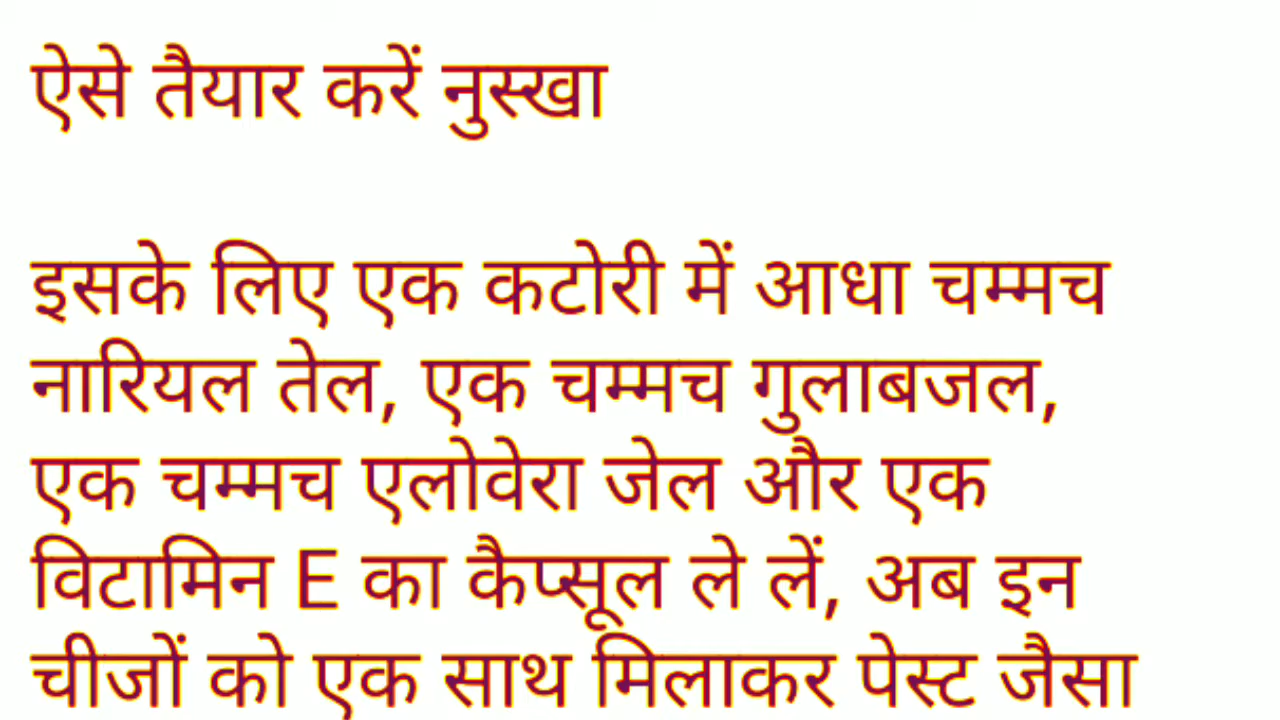 ऐसे तैयार करें नुस्खा
इसके लिए एक कटोरी में आधा चम्मच
नारियल तेल, एक चम्मच गुलाबजल,
एक चम्मच एलोवेरा जेल और एक
विटामिन E का कैप्सूल ले लें, अब इन
चीजों को एक साथ मिलाकर पेस्ट जैसा